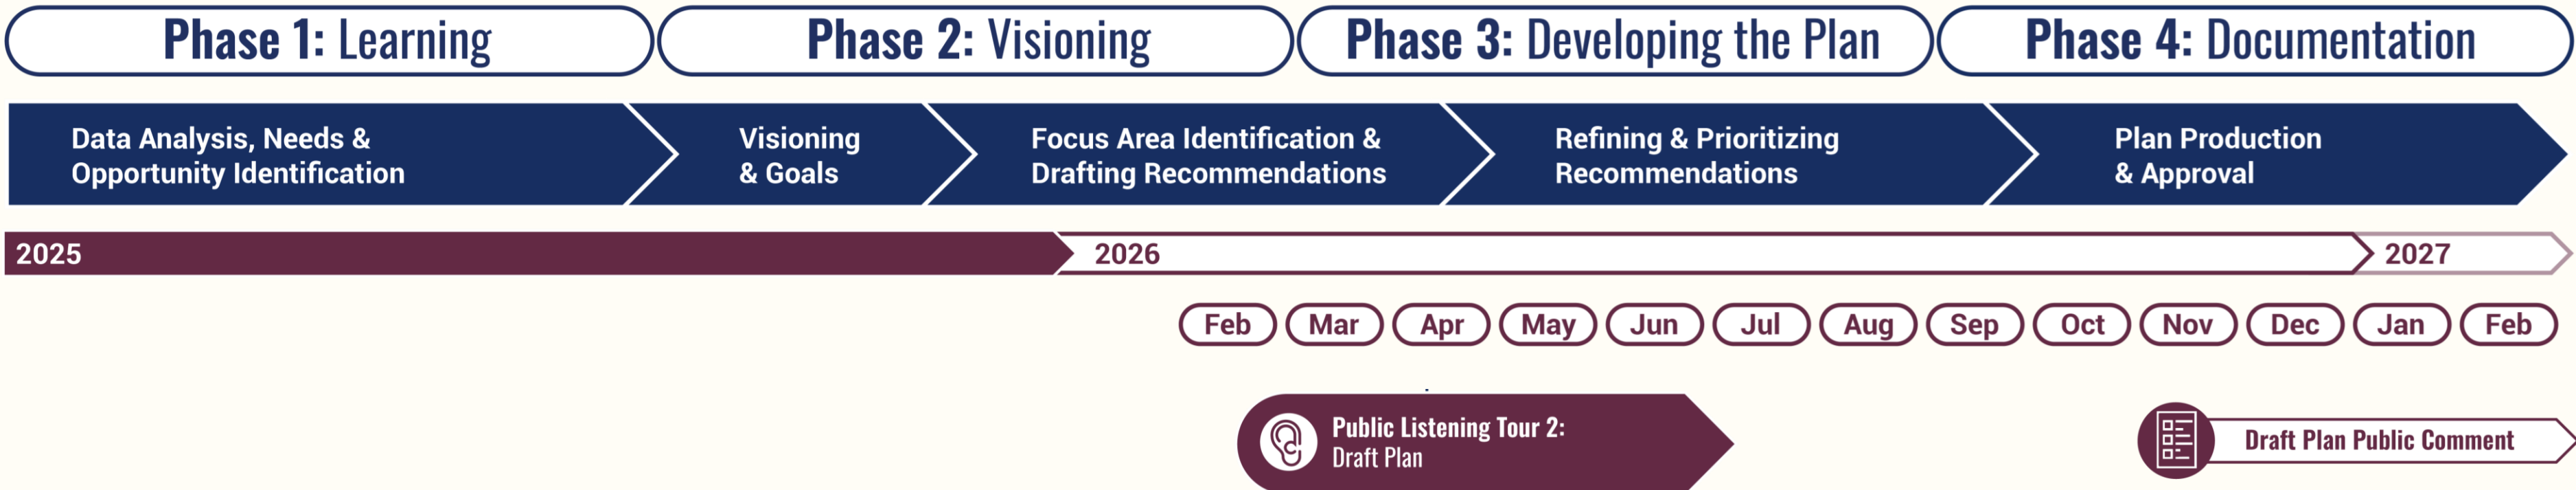 Phase 1: Learning
Phase 2: Visioning
Phase 3: Developing the Plan
Phase 4: Documentation
Data Analysis, Needs &
Opportunity Identification
Visioning
& Goals
Focus Area Identification &
Drafting Recommendations
Refining & Prioritizing
Recommendations
Plan Production
& Approval
2025
2026
2027
Feb
Mar
Apr
May
Jun
Jul
Aug
Sep
Oct
Nov
Dec
Jan
Feb
Public Listening Tour 2:
Draft Plan
Draft Plan Public Comment